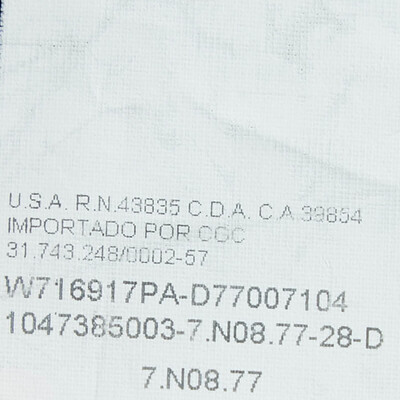 U.S.A. R.N.43835 C.D.A. C.A.39854
IMPORTADO POR CGC
31.743.248/0002-57
W716917PA-D77007104
1047385003-7.N08.77-28-D
7.N08.77